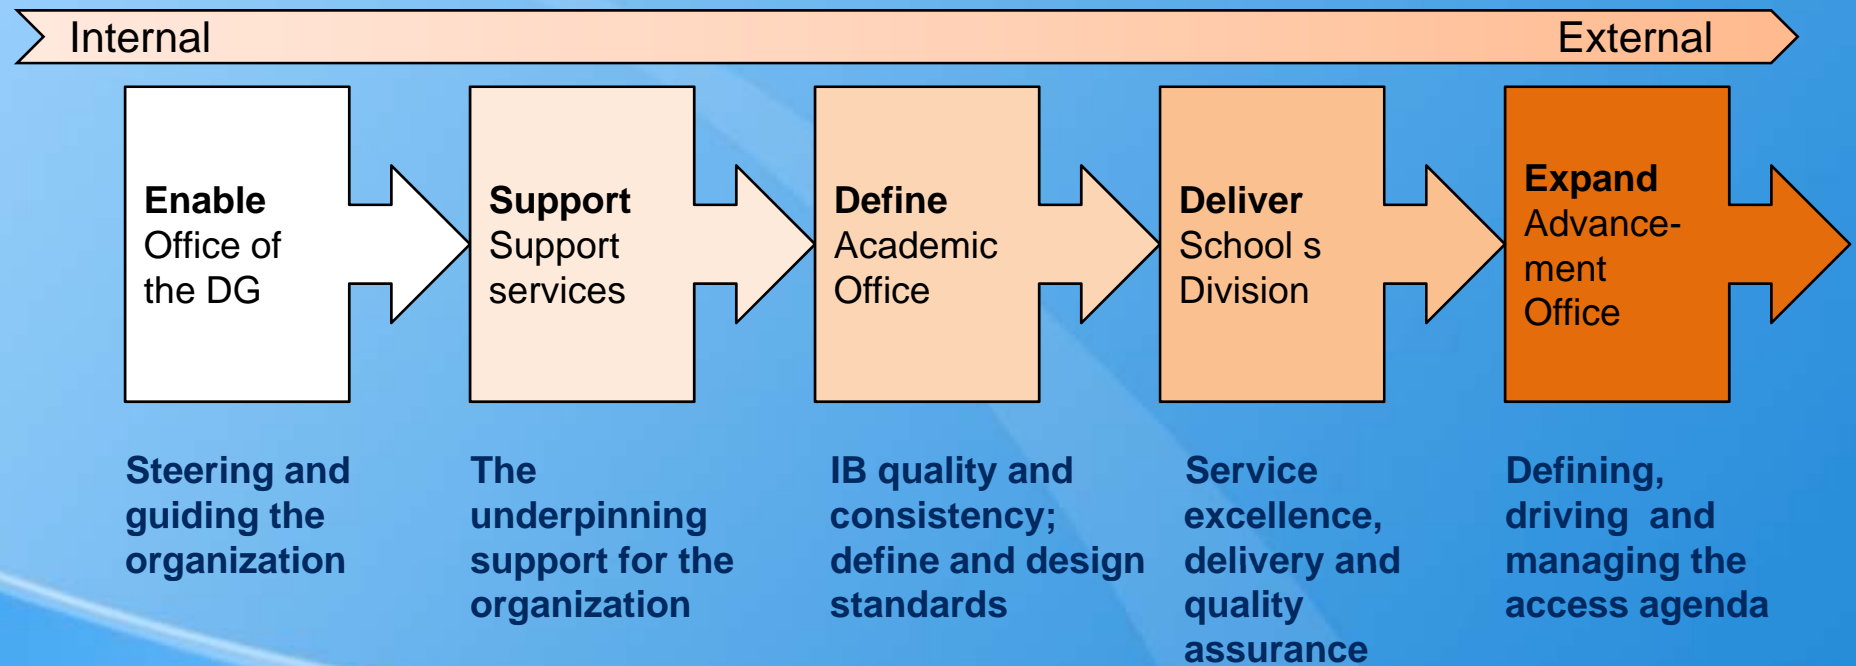 Internal
External
Enable
Office of
the DG
Support
Support
services
Define
Academic
Office
Deliver
School s
Division
Expand
Advance-
ment
Office
Steering and
guiding the
organization
The
underpinning
support for the
organization
IB quality and
consistency;
define and design
standards
Service
excellence,
delivery and
quality
assurance
Defining,
driving  and
managing the
access agenda